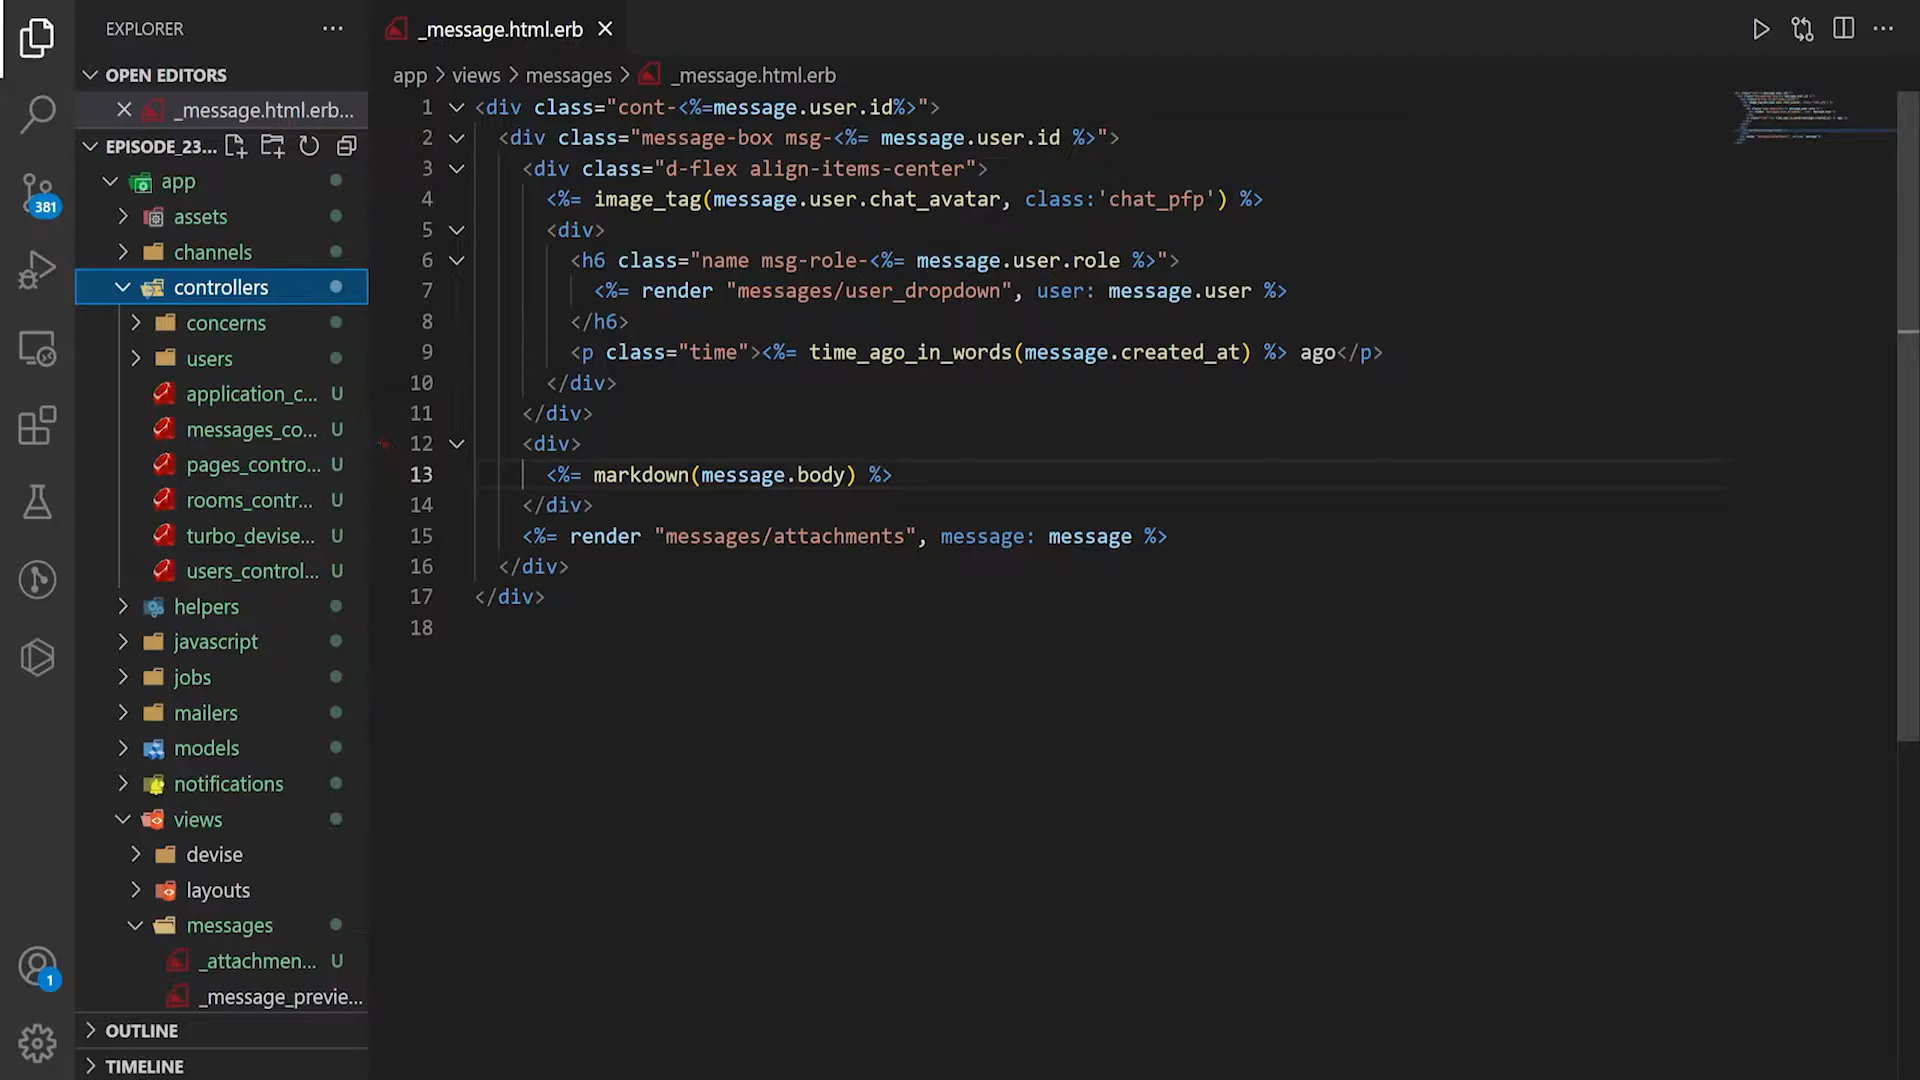 EXPLORER
OPEN EDITORS
_message.html.erb...
EPISODE_23...
app
assets
channels
controllers
concerns
users
application_c... U
messages_co... U
pages_contro... U
rooms_contr... U
turbo_devise... U
users_control... U
helpers
javascript
jobs
mailers
models
notifications
views
devise
layouts
messages
_attachmen... U
_message_previe...
OUTLINE
TIMELINE
381
1
_message.html.erb
app > views > messages > _message.html.erb
1 <div class="cont-<%=message.user.id%>">
2 <div class="message-box msg-<%= message.user.id %>">
3 <div class="d-flex align-items-center">
4 <%= image_tag(message.user.chat_avatar, class:'chat_pfp') %>
5 <div>
6 <h6 class="name msg-role-<%= message.user.role %>">
7 <%= render "messages/user_dropdown", user: message.user %>
8 </h6>
9 <p class="time"><%= time_ago_in_words(message.created_at) %> ago</p>
10 </div>
11 </div>
12 <div>
13 <%= markdown(message.body) %>
14 </div>
15 <%= render "messages/attachments", message: message %>
16 </div>
17 </div>
18